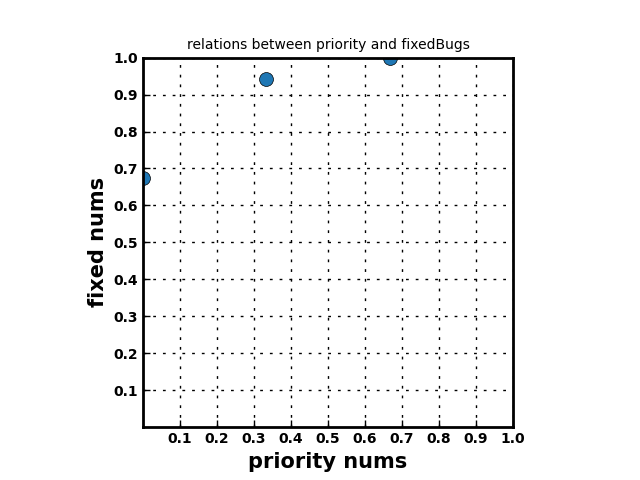 relations between priority and fixedBugs
1.0
0.9
0.8
0.7
0.6
0.5
0.4
0.3
0.2
0.1
fixed nums
0.1 0.2 0.3 0.4 0.5 0.6 0.7 0.8 0.9 1.0
priority nums